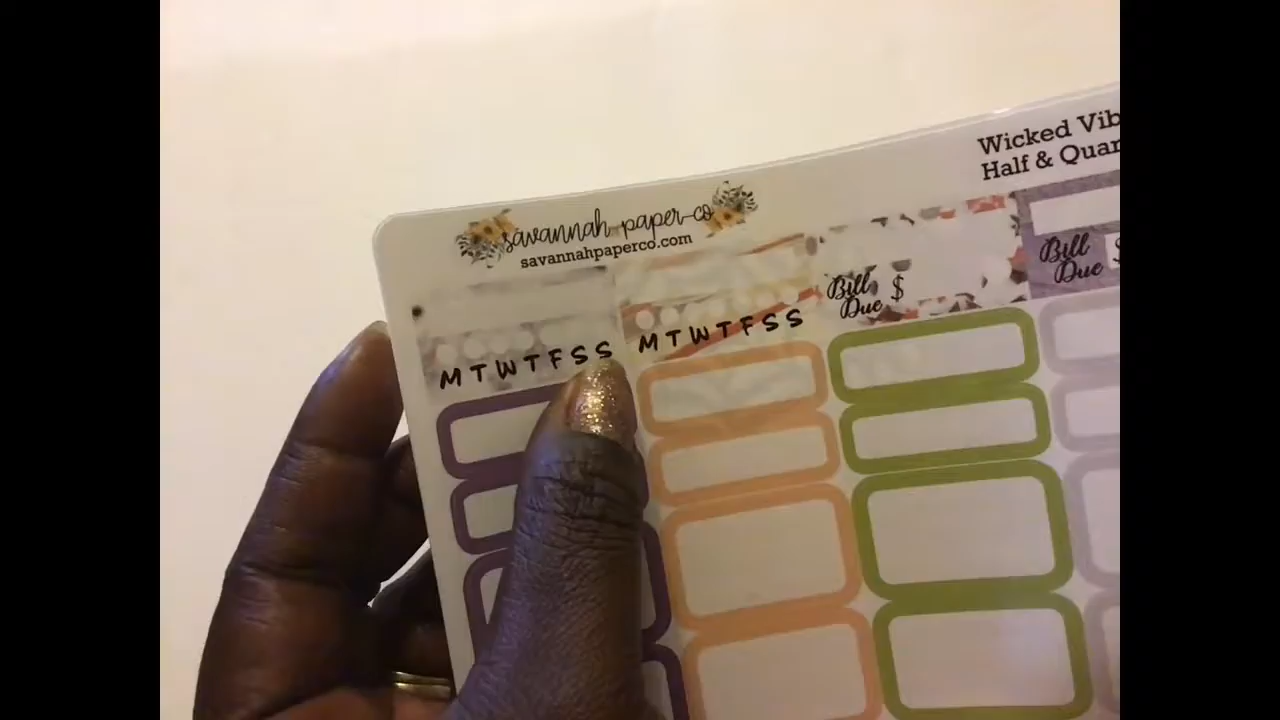 savannah paper co
savannahpaperco.com
Wicked Vib
Half & Quar
M T W T F S S
M T W T F S S
Bill Due $
Bill Due $